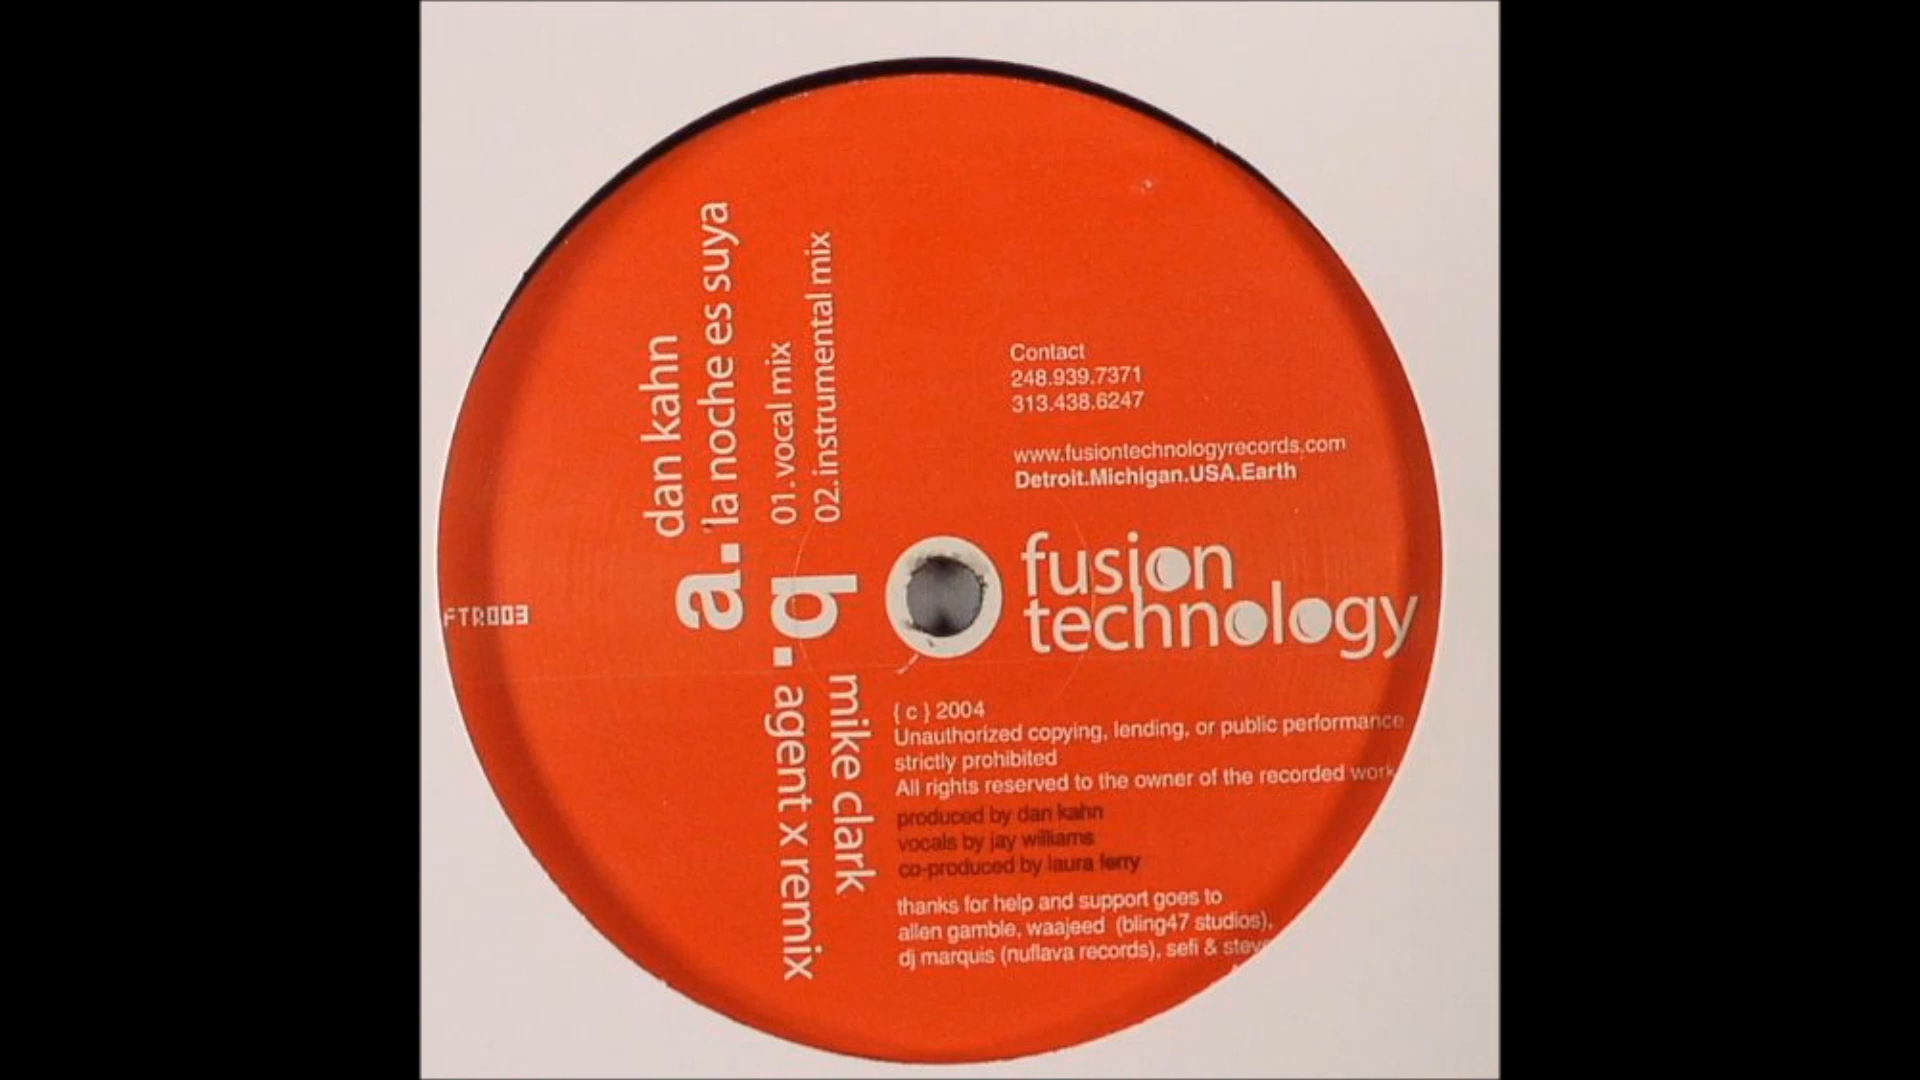 dan kahn
a. la noche es suya
01. vocal mix
02. instrumental mix
b.
mike clark
agent x remix
FTR003
Contact
248.939.7371
313.438.6247
www.fusiontechnologyrecords.com
Detroit.Michigan.USA.Earth
fusion
technology
{ c } 2004
Unauthorized copying, lending, or public performance
strictly prohibited
All rights reserved to the owner of the recorded work
produced by dan kahn
vocals by jay williams
co-produced by laura ferry
thanks for help and support goes to
allen gamble, waajeed (bling47 studios),
dj marquis (nuflava records), sefi &